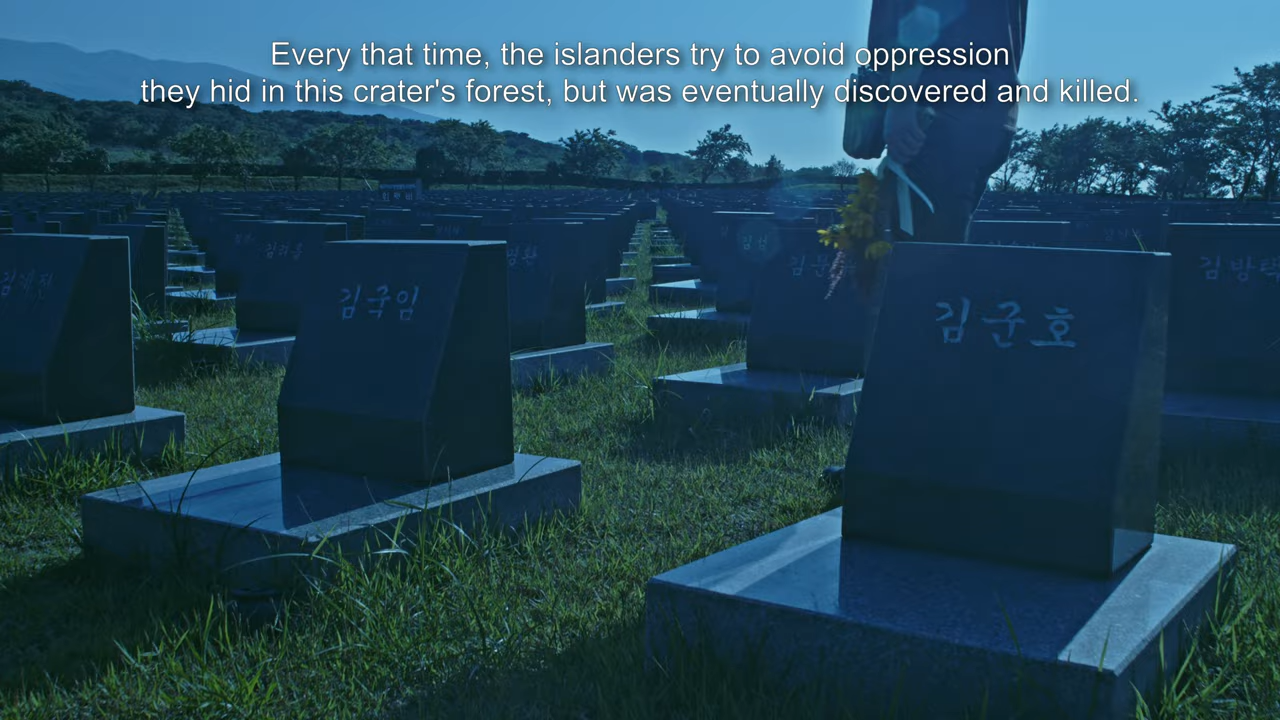 Every that time, the islanders try to avoid oppression
they hid in this crater's forest, but was eventually discovered and killed.
김국임
김군호